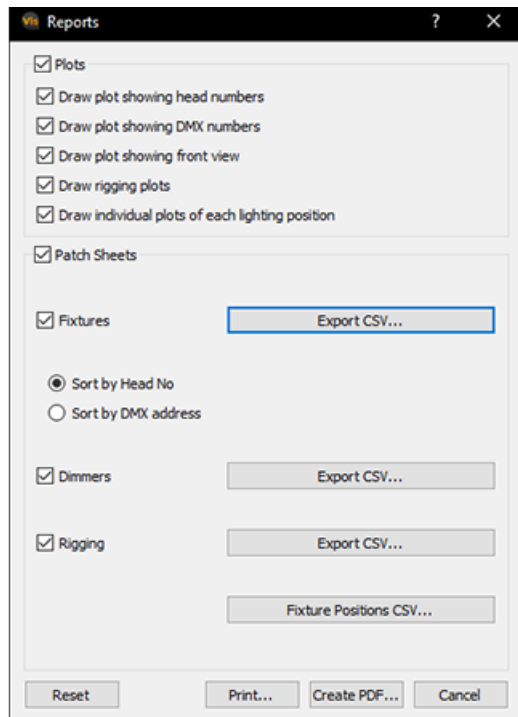 Vis Reports ? ×
Plots
Draw plot showing head numbers
Draw plot showing DMX numbers
Draw plot showing front view
Draw rigging plots
Draw individual plots of each lighting position
Patch Sheets
Fixtures Export CSV...
Sort by Head No
Sort by DMX address
Dimmers Export CSV...
Rigging Export CSV...
Fixture Positions CSV...
Reset Print... Create PDF... Cancel